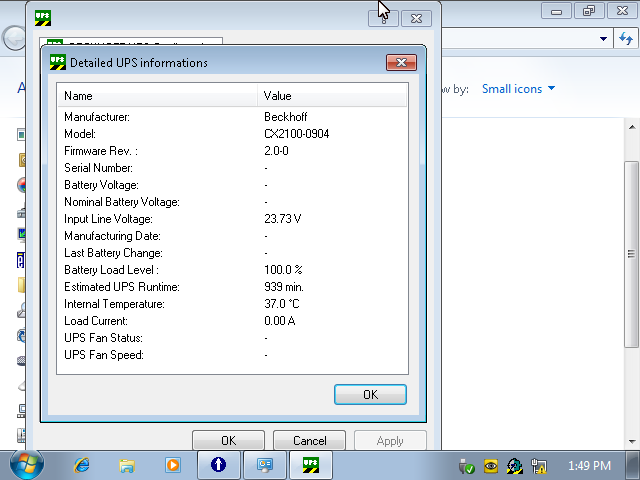 UPS
UPS Detailed UPS informations
Name Value
Manufacturer: Beckhoff
Model: CX2100-0904
Firmware Rev. : 2.0-0
Serial Number: -
Battery Voltage: -
Nominal Battery Voltage: -
Input Line Voltage: 23.73 V
Manufacturing Date: -
Last Battery Change: -
Battery Load Level : 100.0 %
Estimated UPS Runtime: 939 min.
Internal Temperature: 37.0 °C
Load Current: 0.00 A
UPS Fan Status: -
UPS Fan Speed: -
OK
OK Cancel Apply
w by: Small icons
UPS 1:49 PM